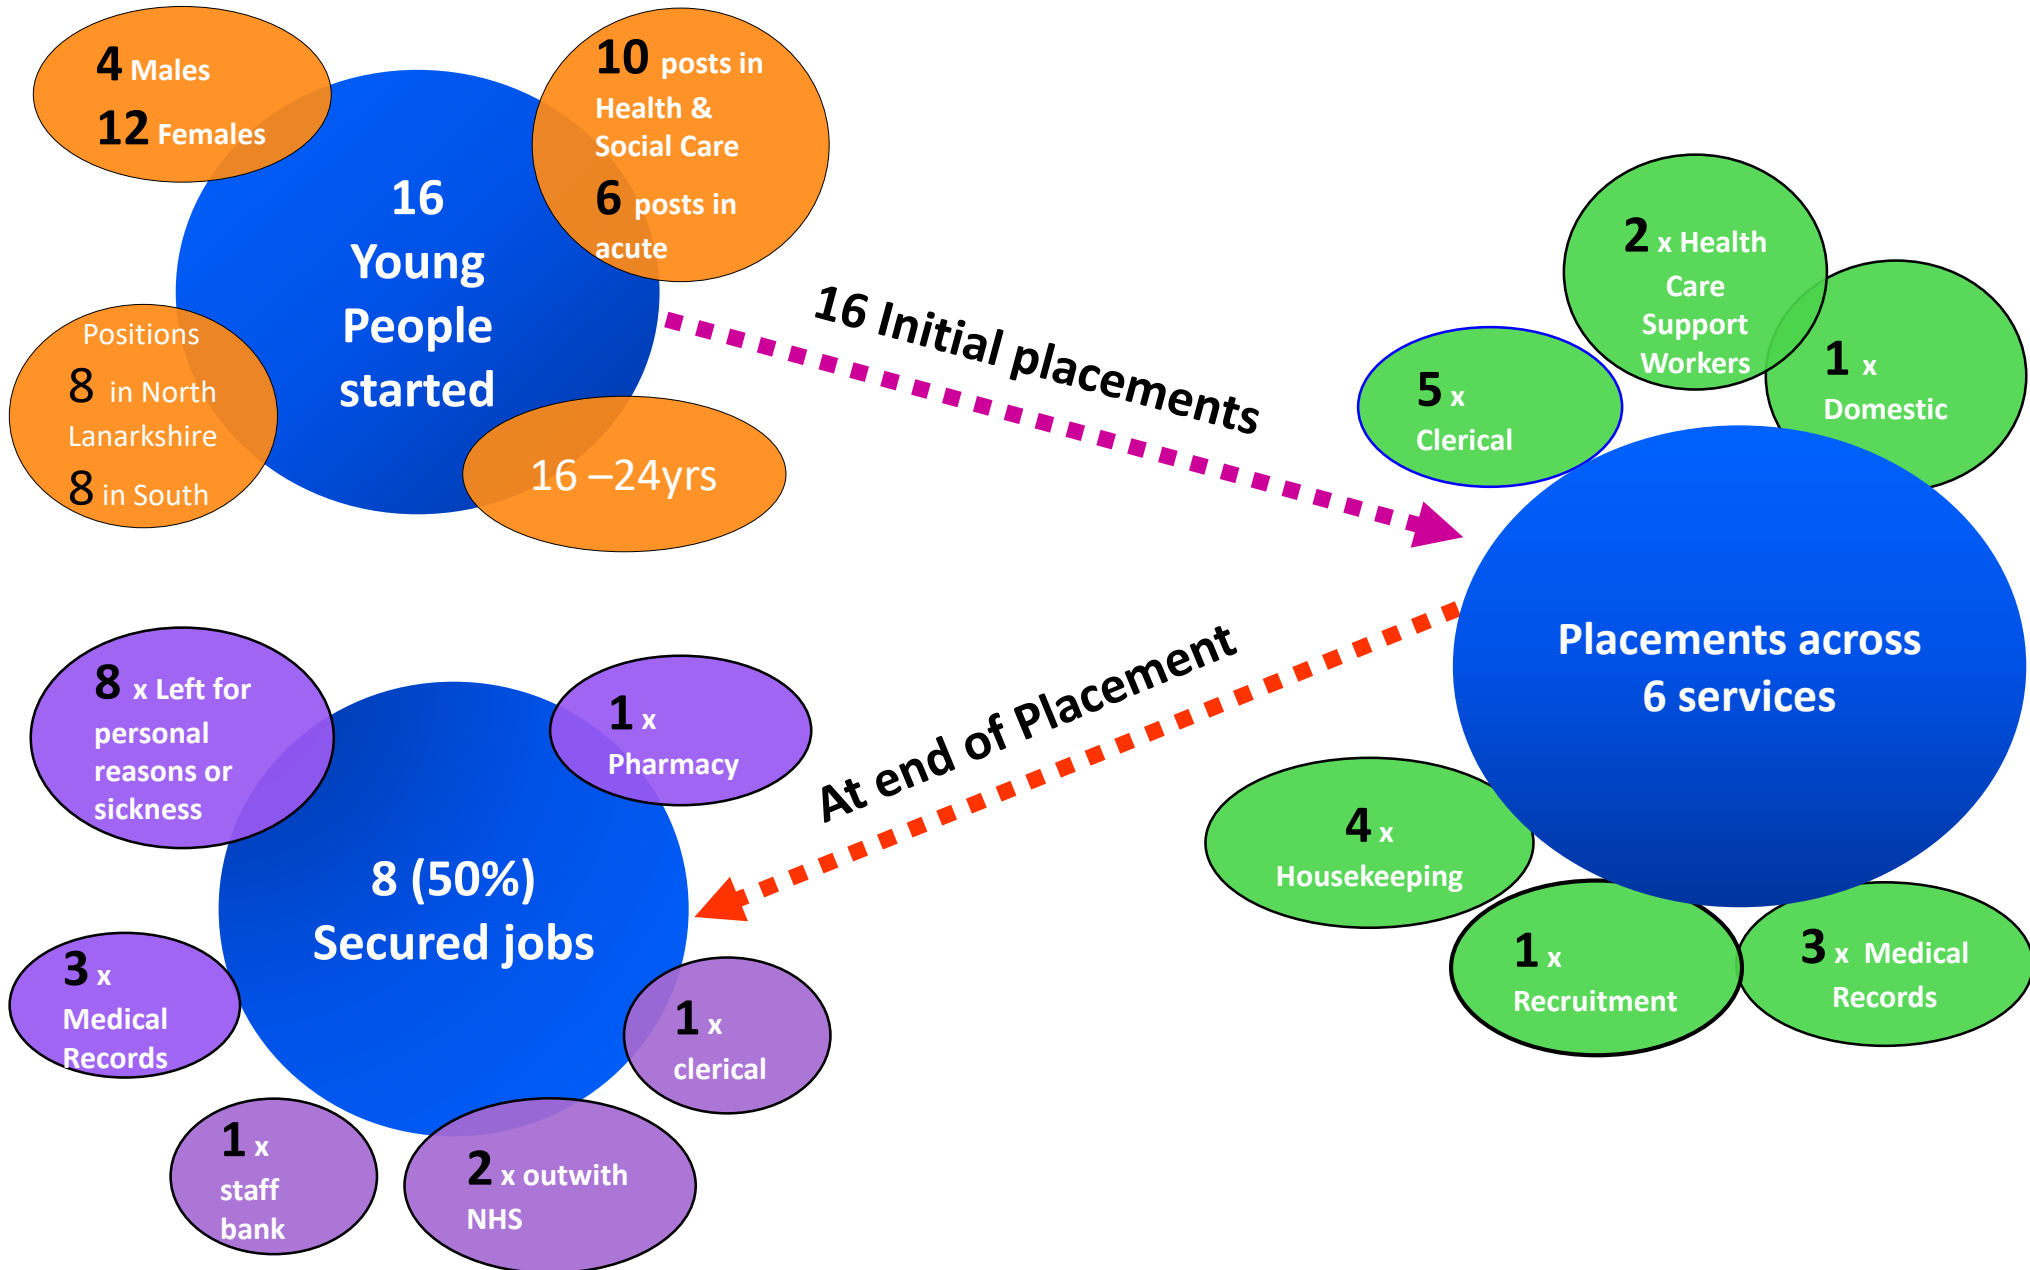 4 Males
12 Females
10 posts in
Health &
Social Care
6 posts in
acute
16
Young
People
started
Positions
8 in North
Lanarkshire
8 in South
16 –24yrs
16 Initial placements
2 x Health
Care
Support
Workers
1 x
Domestic
5 x
Clerical
Placements across
6 services
4 x
Housekeeping
1 x
Recruitment
3 x Medical
Records
At end of Placement
8 x Left for
personal
reasons or
sickness
1 x
Pharmacy
8 (50%)
Secured jobs
3 x
Medical
Records
1 x
clerical
1 x
staff
bank
2 x outwith
NHS